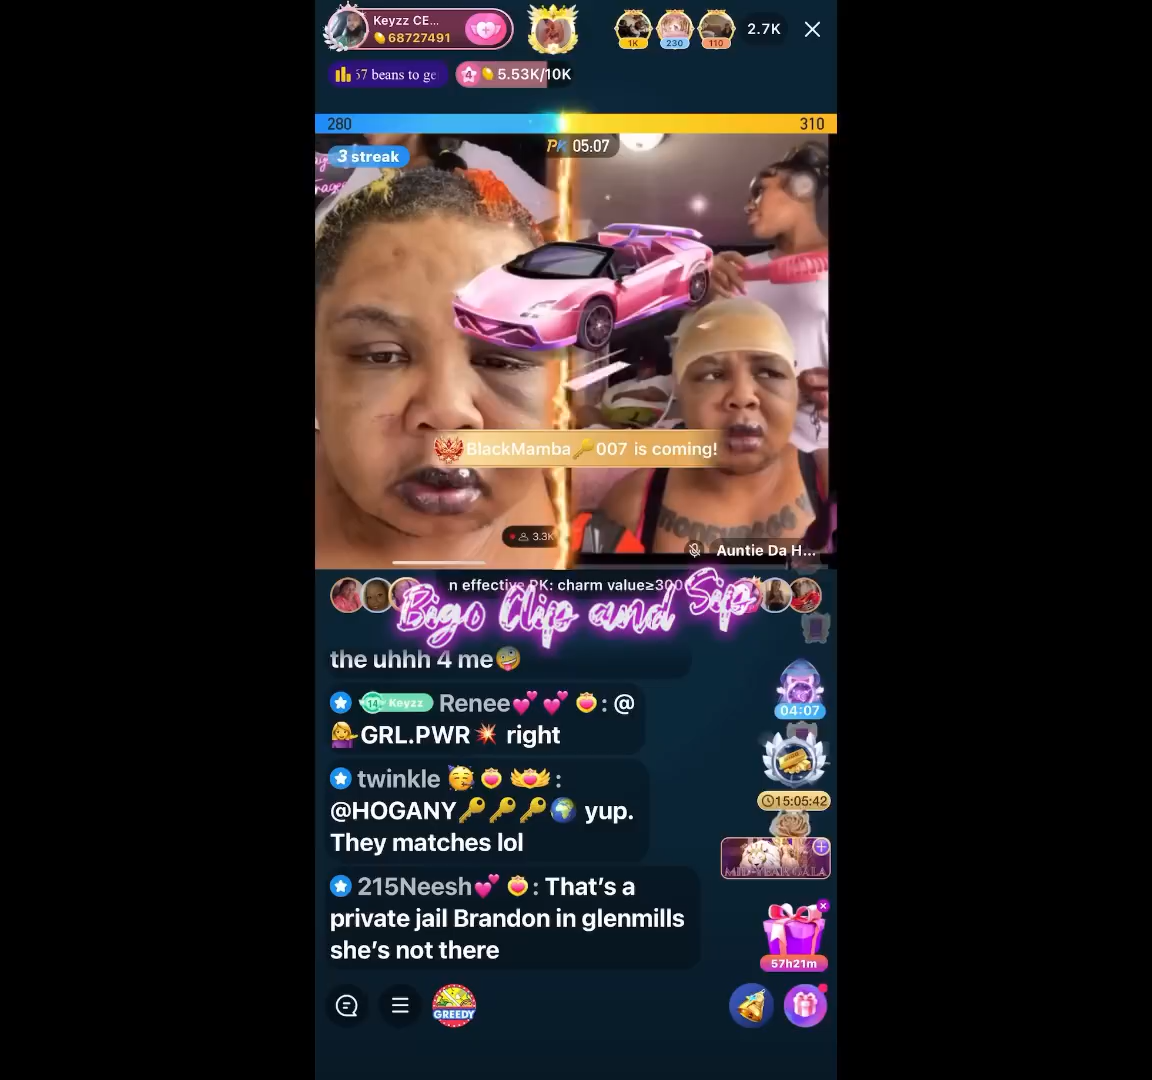 Keyzz CE...
68727491
1K
230
110
2.7K
57 beans to ge
4
5.53K/10K
280
310
PK 05:07
3 streak
BlackMamba🔑007 is coming!
3.3K
Auntie Da H...
n effective PK: charm value≥300
Bigo Clip and Sip
the uhhh 4 me🤪
14 Keyzz Renee💕💕: @
💁‍♀️GRL.PWR💥 right
twinkle 🥳:
@HOGANY🔑🔑🔑🌍 yup.
They matches lol
215Neesh💕: That’s a
private jail Brandon in glenmills
she’s not there
04:07
15:05:42
MID-YEAR GALA
57h21m
GREEDY